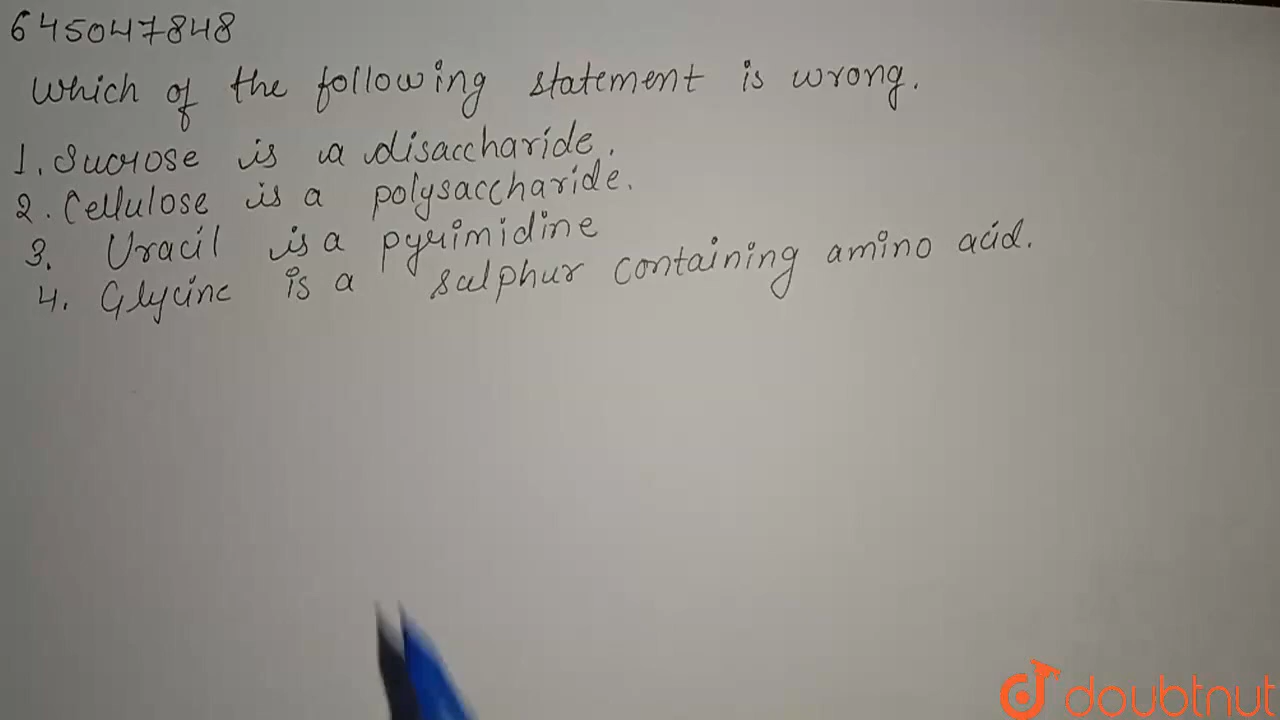 645047848
Which of the following statement is wrong.
1. Sucrose is a disaccharide.
2. Cellulose is a polysaccharide.
3. Uracil is a pyrimidine
4. Glycine is a sulphur containing amino acid.
doubtnut